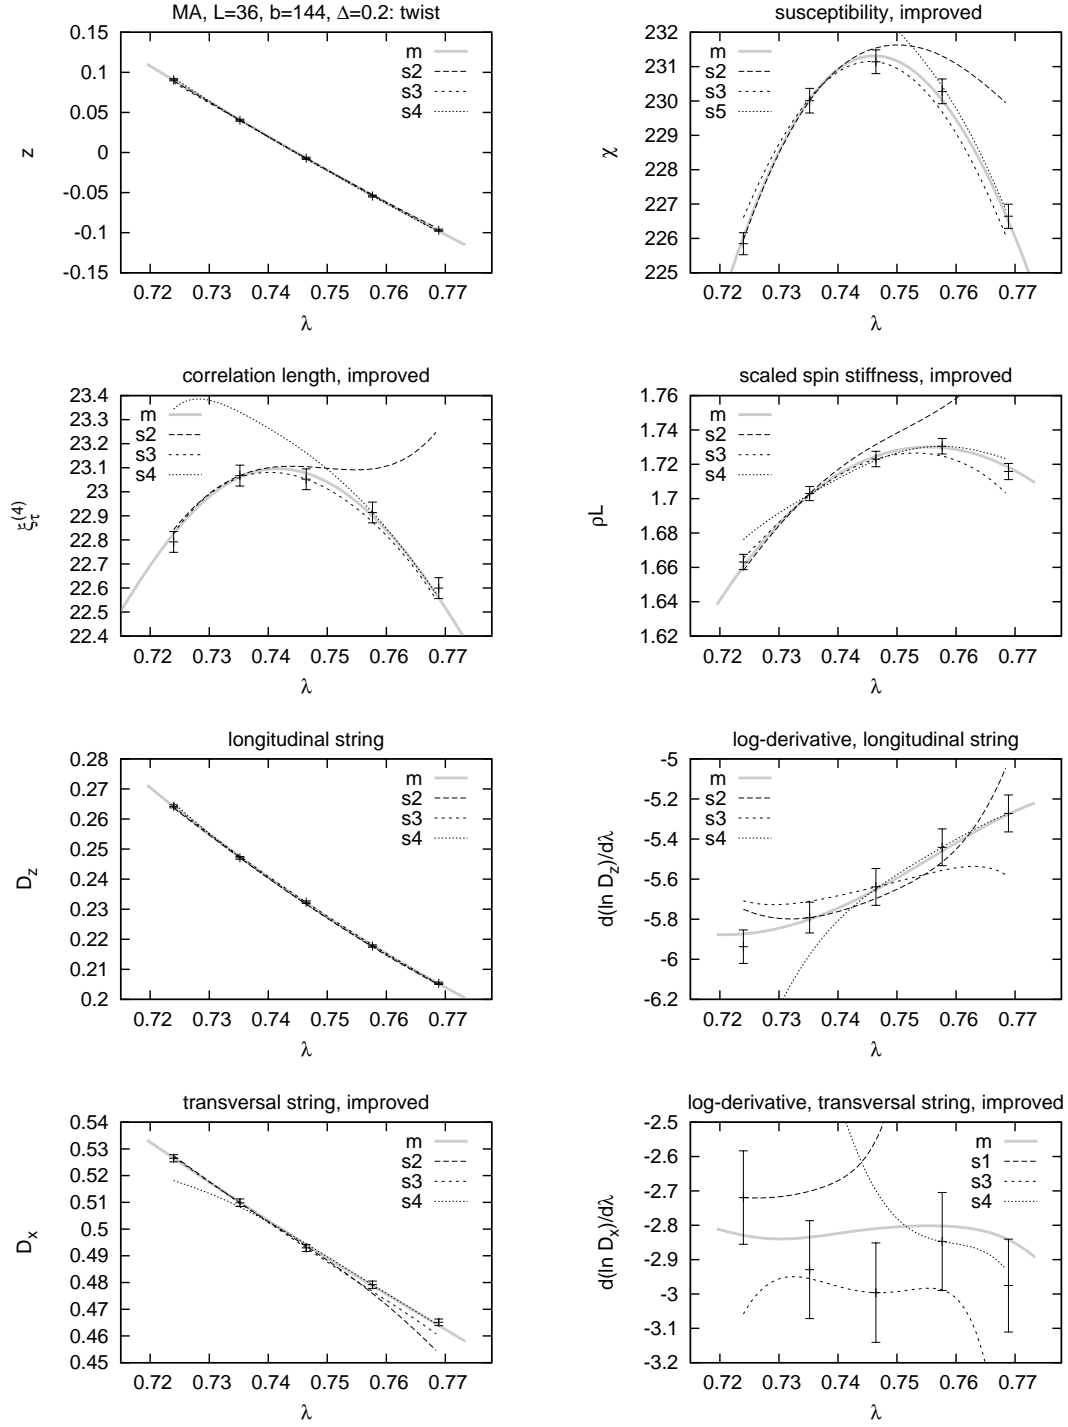 MA, L=36, b=144, Δ=0.2: twist
0.15
0.1
0.05
0
-0.05
-0.1
-0.15
z
m
s2
s3
s4
0.72 0.73 0.74 0.75 0.76 0.77
λ
susceptibility, improved
232
231
230
229
228
227
226
225
χ
m
s2
s3
s5
0.72 0.73 0.74 0.75 0.76 0.77
λ
correlation length, improved
23.4
23.3
23.2
23.1
23
22.9
22.8
22.7
22.6
22.5
22.4
ξτ(4)
m
s2
s3
s4
0.72 0.73 0.74 0.75 0.76 0.77
λ
scaled spin stiffness, improved
1.76
1.74
1.72
1.7
1.68
1.66
1.64
1.62
ρL
m
s2
s3
s4
0.72 0.73 0.74 0.75 0.76 0.77
λ
longitudinal string
0.28
0.27
0.26
0.25
0.24
0.23
0.22
0.21
0.2
Dz
m
s2
s3
s4
0.72 0.73 0.74 0.75 0.76 0.77
λ
log-derivative, longitudinal string
-5
-5.2
-5.4
-5.6
-5.8
-6
-6.2
d(ln Dz)/dλ
m
s2
s3
s4
0.72 0.73 0.74 0.75 0.76 0.77
λ
transversal string, improved
0.54
0.53
0.52
0.51
0.5
0.49
0.48
0.47
0.46
0.45
Dx
m
s2
s3
s4
0.72 0.73 0.74 0.75 0.76 0.77
λ
log-derivative, transversal string, improved
-2.5
-2.6
-2.7
-2.8
-2.9
-3
-3.1
-3.2
d(ln Dx)/dλ
m
s1
s3
s4
0.72 0.73 0.74 0.75 0.76 0.77
λ